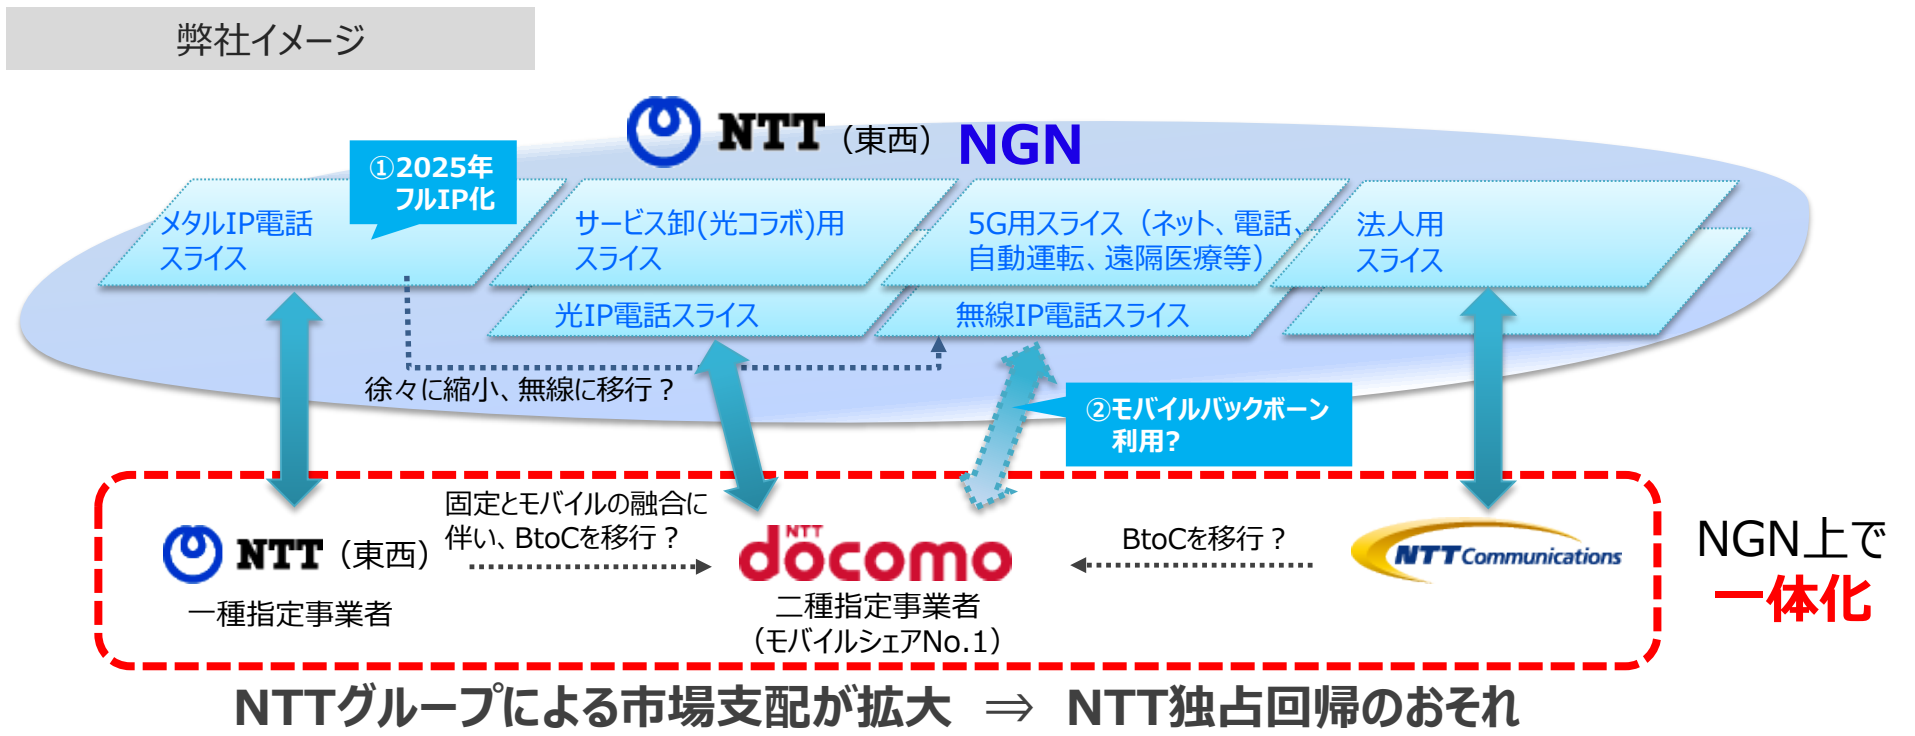 弊社イメージ
NTT（東西）NGN
①2025年
フルIP化
メタルIP電話
スライス
サービス卸(光コラボ)用
スライス
5G用スライス（ネット、電話、
自動運転、遠隔医療等）
法人用
スライス
光IP電話スライス
無線IP電話スライス
徐々に縮小、無線に移行？
②モバイルバックボーン
利用?
固定とモバイルの融合に
伴い、BtoCを移行？
NTT（東西）
一種指定事業者
NTT
docomo
二種指定事業者
（モバイルシェアNo.1）
BtoCを移行？
NTT Communications
NGN上で
一体化
NTTグループによる市場支配が拡大 ⇒ NTT独占回帰のおそれ